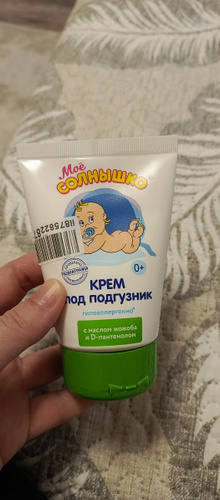 Моё
СОЛНЫШКО
0+
КРЕМ
ПОД ПОДГУЗНИК
гипоаллергенно*
с маслом жожоба
и D-пантенолом